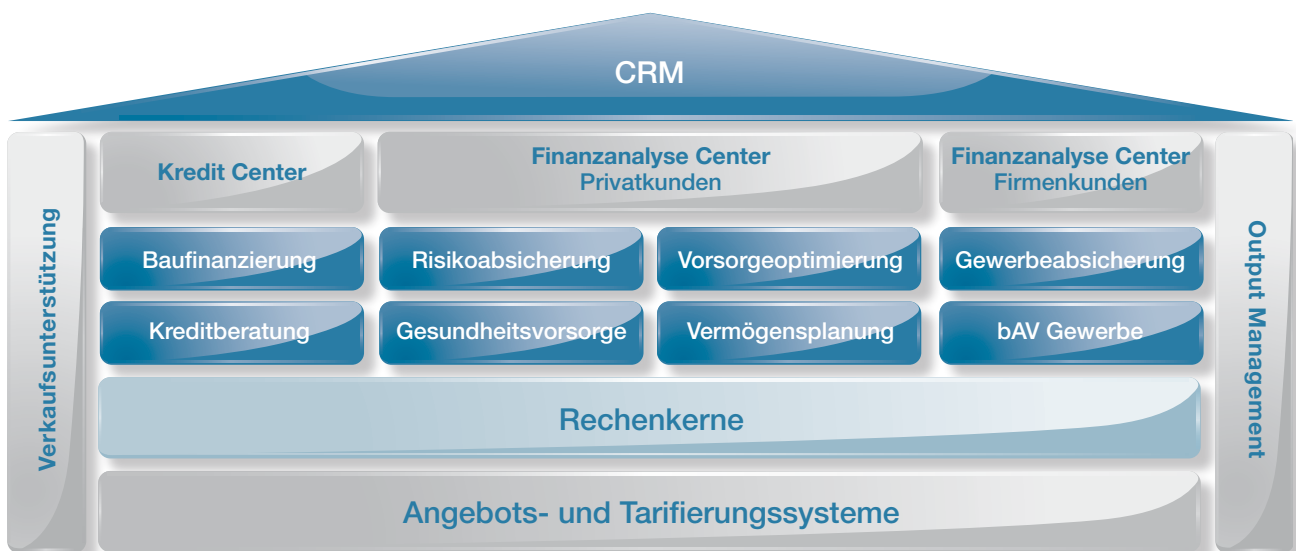 CRM
Verkaufsunterstützung
Kredit Center
Finanzanalyse Center
Privatkunden
Finanzanalyse Center
Firmenkunden
Baufinanzierung
Risikoabsicherung
Vorsorgeoptimierung
Gewerbeabsicherung
Kreditberatung
Gesundheitsvorsorge
Vermögensplanung
bAV Gewerbe
Rechenkerne
Angebots- und Tarifierungssysteme
Output Management